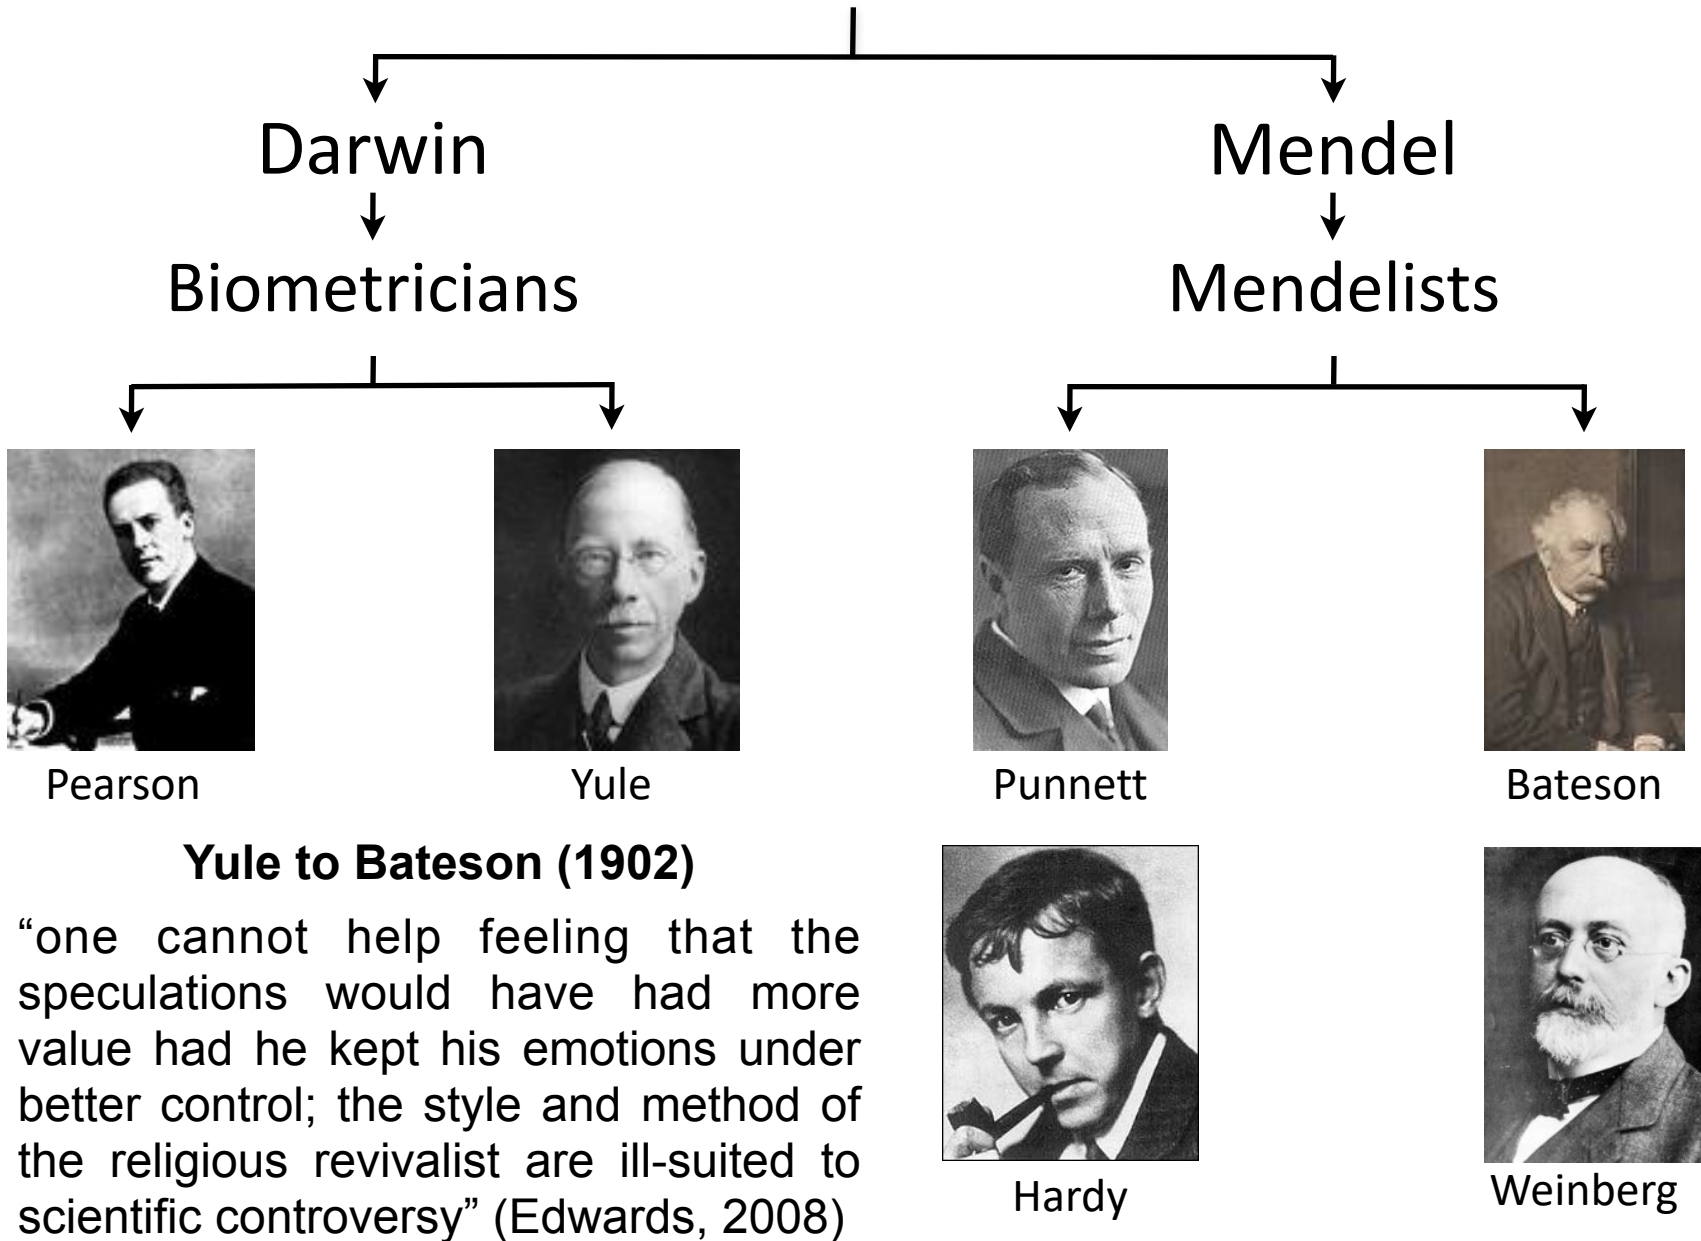 Darwin
Mendel
Biometricians
Mendelists
Pearson
Yule
Punnett
Bateson
Yule to Bateson (1902)
“one cannot help feeling that the
speculations would have had more
value had he kept his emotions under
better control; the style and method of
the religious revivalist are ill-suited to
scientific controversy” (Edwards, 2008)
Hardy
Weinberg